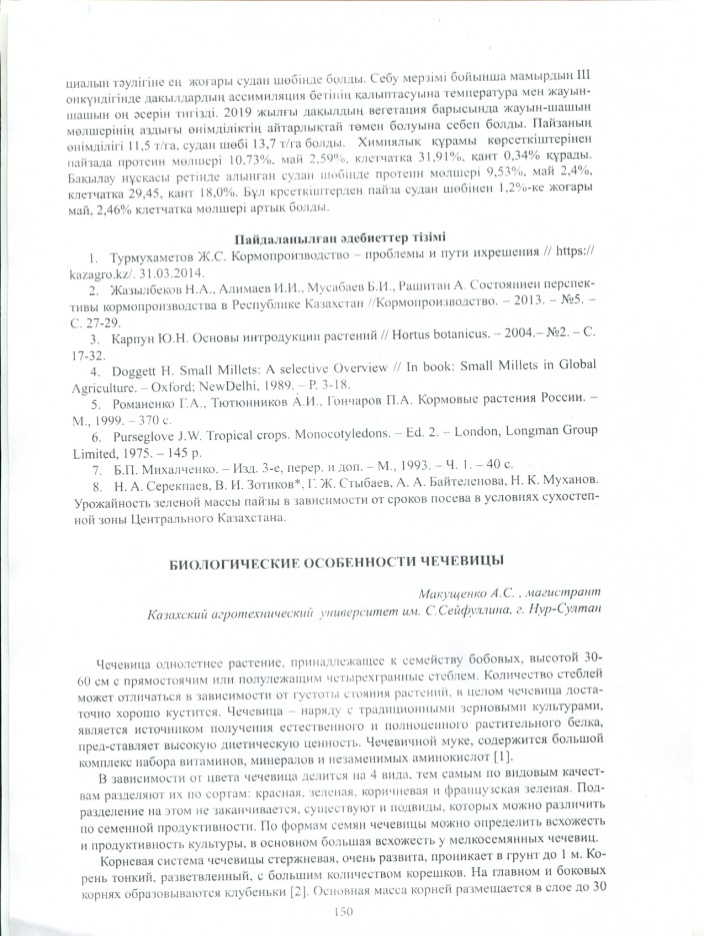 циалын тәулігіне ең жоғары судан шөбінде болды. Себу мерзімі бойынша мамырдың III
онкүндігінде дақылдардың ассимиляция бетінің қалыптасуына температура мен жауын-
шашын оң әсерін тигізді. 2019 жылғы дақылдың вегетация барысында жауын-шашын
мөлшерінің аздығы өнімділіктің айтарлықтай төмен болуына себеп болды. Пайзаның
өнімділігі 11,5 т/га, судан шөбі 13,7 т/га болды. Химиялық құрамы көрсеткіштерінен
пайзада протеин мөлшері 10,73%, май 2,59%, клетчатка 31,91%, қант 0,34% құрады.
Бақылау нұсқасы ретінде алынған судан шөбінде протеин мөлшері 9,53%, май 2,4%,
клетчатка 29,45, қант 18,0%. Бұл крсеткіштерден пайза судан шөбінен 1,2%-ке жоғары
май, 2,46% клетчатка мөлшері артық болды.
Пайдаланылған әдебиеттер тізімі
1. Турмухаметов Ж.С. Кормопроизводство – проблемы и пути ихрешения // https://
kazagro.kz/. 31.03.2014.
2. Жазылбеков Н.А., Алимаев И.И., Мусабаев Б.И., Рашитан А. Состояниеи перспек-
тивы кормопроизводства в Республике Казахстан //Кормопроизводство. – 2013. – №5. –
С. 27-29.
3. Карпун Ю.Н. Основы интродукции растений // Hortus botanicus. – 2004.– №2. – С.
17-32.
4. Doggett H. Small Millets: A selective Overview // In book: Small Millets in Global
Agriculture. – Oxford; NewDelhi, 1989. – P. 3-18.
5. Романенко Г.А., Тютюнников А.И., Гончаров П.А. Кормовые растения России. –
М., 1999. – 370 с.
6. Purseglove J.W. Tropical crops. Monocotyledons. – Ed. 2. – London, Longman Group
Limited, 1975. – 145 p.
7. Б.П. Михалченко. – Изд. 3-е, перер. и доп. – М., 1993. – Ч. 1. – 40 с.
8. Н. А. Серекпаев, В. И. Зотиков*, Г. Ж. Стыбаев, А. А. Байтеленова, Н. К. Муханов.
Урожайность зеленой массы пайзы в зависимости от сроков посева в условиях сухостеп-
ной зоны Центрального Казахстана.
БИОЛОГИЧЕСКИЕ ОСОБЕННОСТИ ЧЕЧЕВИЦЫ
Макущенко А.С. , магистрант
Казахский агротехнический университет им. С.Сейфуллина, г. Нур-Султан
Чечевица однолетнее растение, принадлежащее к семейству бобовых, высотой 30-
60 см с прямостоячим или полулежащим четырехгранные стеблем. Количество стеблей
может отличаться в зависимости от густоты стояния растений, в целом чечевица доста-
точно хорошо кустится. Чечевица – наряду с традиционными зерновыми культурами,
является источником получения естественного и полноценного растительного белка,
пред-ставляет высокую диетическую ценность. Чечевичной муке, содержится большой
комплекс набора витаминов, минералов и незаменимых аминокислот [1].
В зависимости от цвета чечевица делится на 4 вида, тем самым по видовым качест-
вам разделяют их по сортам: красная, зеленая, коричневая и французская зеленая. Под-
разделение на этом не заканчивается, существуют и подвиды, которых можно различить
по семенной продуктивности. По формам семян чечевицы можно определить всхожесть
и продуктивность культуры, в основном большая всхожесть у мелкосемянных чечевиц.
Корневая система чечевицы стержневая, очень развита, проникает в грунт до 1 м. Ко-
рень тонкий, разветвленный, с большим количеством корешков. На главном и боковых
корнях образовываются клубеньки [2]. Основная масса корней размещается в слое до 30
150